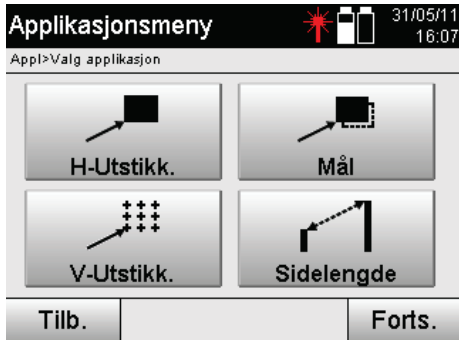 Applikasjonsmeny
31/05/11
16:07
Appl>Valg applikasjon
H-Utstikk.
Mål
V-Utstikk.
Sidelengde
Tilb.
Forts.